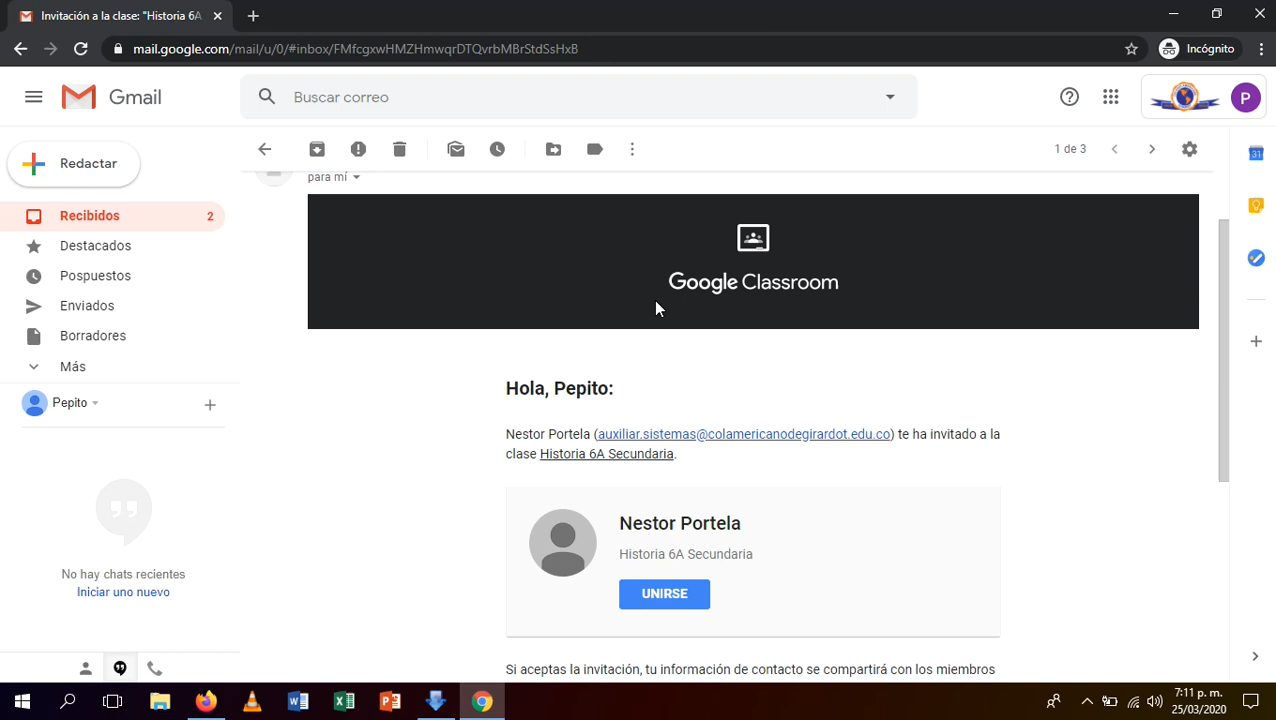 Invitación a la clase: "Historia 6A
mail.google.com/mail/u/0/#inbox/FMfcgxwHMZHmwqrDTQvrbMBrStdSsHxB
Incógnito
Gmail
Buscar correo
P
Redactar
1 de 3
31
para mí
Recibidos 2
Destacados
Pospuestos
Enviados
Borradores
Más
Pepito
Google Classroom
Hola, Pepito:
Nestor Portela (auxiliar.sistemas@colamericanodegirardot.edu.co) te ha invitado a la
clase Historia 6A Secundaria.
Nestor Portela
Historia 6A Secundaria
UNIRSE
No hay chats recientes
Iniciar uno nuevo
Si aceptas la invitación, tu información de contacto se compartirá con los miembros
7:11 p. m.
25/03/2020